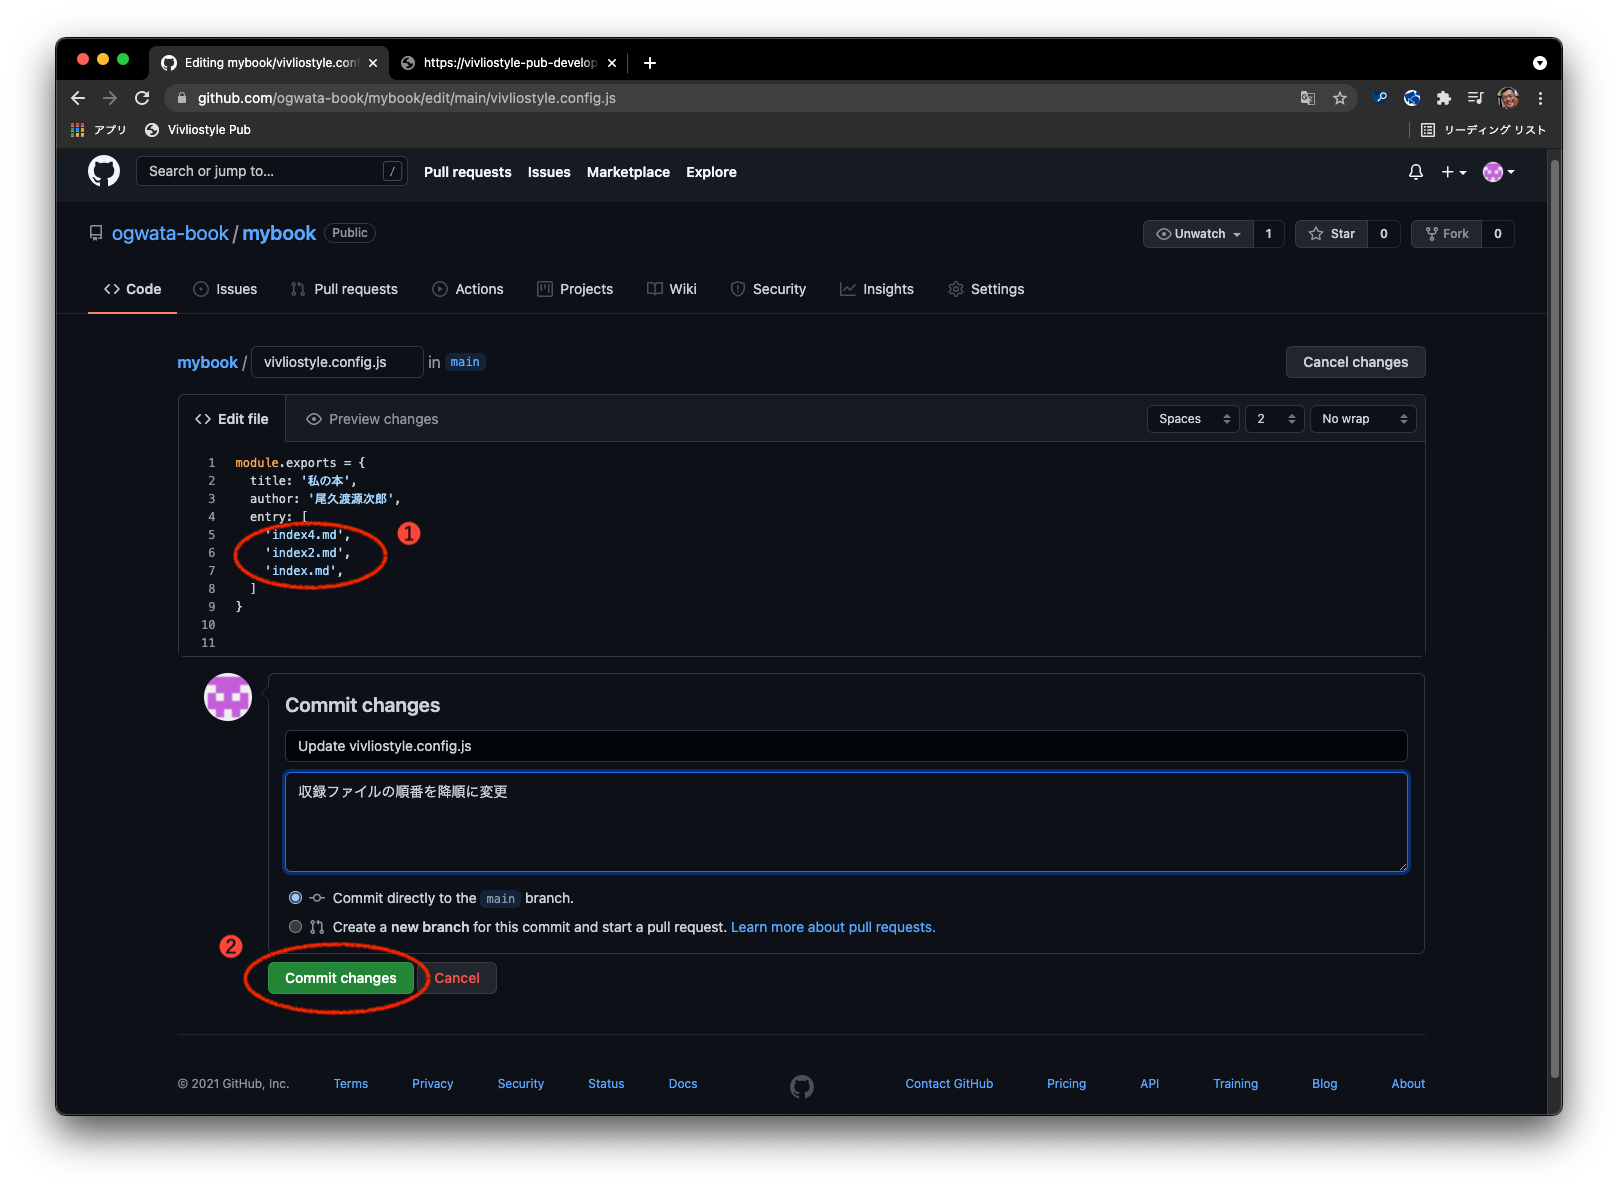 Editing mybook/vivliostyle.con
https://vivliostyle-pub-develop
github.com/ogwata-book/mybook/edit/main/vivliostyle.config.js
アプリ Vivliostyle Pub リーディング リスト
Search or jump to... / Pull requests Issues Marketplace Explore
ogwata-book / mybook Public Unwatch 1 Star 0 Fork 0
Code Issues Pull requests Actions Projects Wiki Security Insights Settings
mybook / vivliostyle.config.js in main Cancel changes
Edit file Preview changes Spaces 2 No wrap
1 module.exports = {
2 title: '私の本',
3 author: '尾久渡源次郎',
4 entry: [
5 'index4.md', 1
6 'index2.md',
7 'index.md',
8 ]
9 }
10
11
Commit changes
Update vivliostyle.config.js
収録ファイルの順番を降順に変更
Commit directly to the main branch.
Create a new branch for this commit and start a pull request. Learn more about pull requests.
2
Commit changes Cancel
© 2021 GitHub, Inc. Terms Privacy Security Status Docs Contact GitHub Pricing API Training Blog About